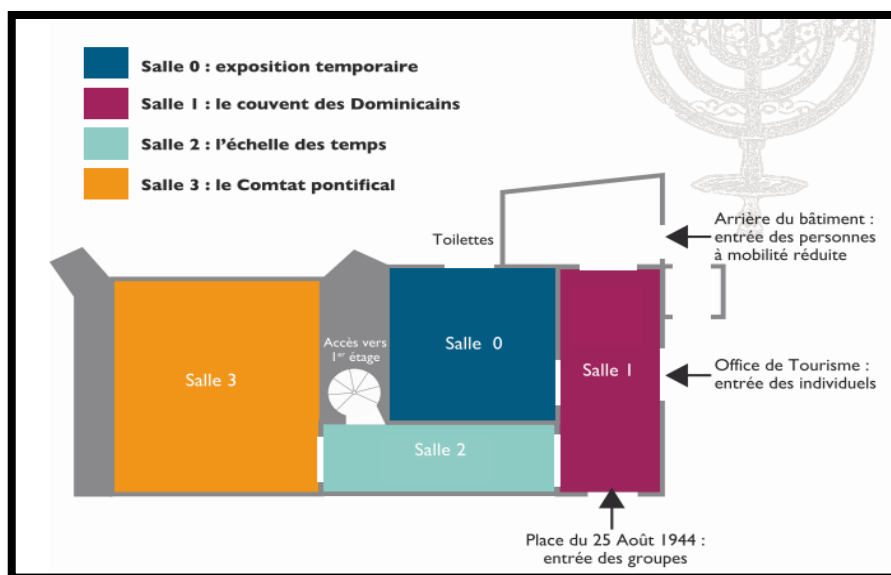 Salle 0 : exposition temporaire
Salle 1 : le couvent des Dominicains
Salle 2 : l'échelle des temps
Salle 3 : le Comtat pontifical
Toilettes
Arrière du bâtiment :
entrée des personnes
à mobilité réduite
Accès vers
1er étage
Salle 0
Salle 3
Salle 1
Office de Tourisme :
entrée des individuels
Salle 2
Place du 25 Août 1944 :
entrée des groupes